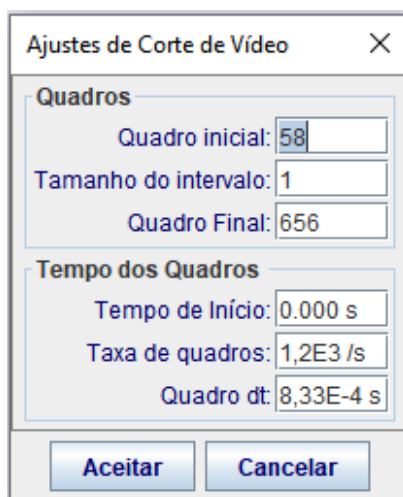 Ajustes de Corte de Vídeo
Quadros
Quadro inicial: 58
Tamanho do intervalo: 1
Quadro Final: 656
Tempo dos Quadros
Tempo de Início: 0.000 s
Taxa de quadros: 1,2E3 /s
Quadro dt: 8,33E-4 s
Aceitar Cancelar